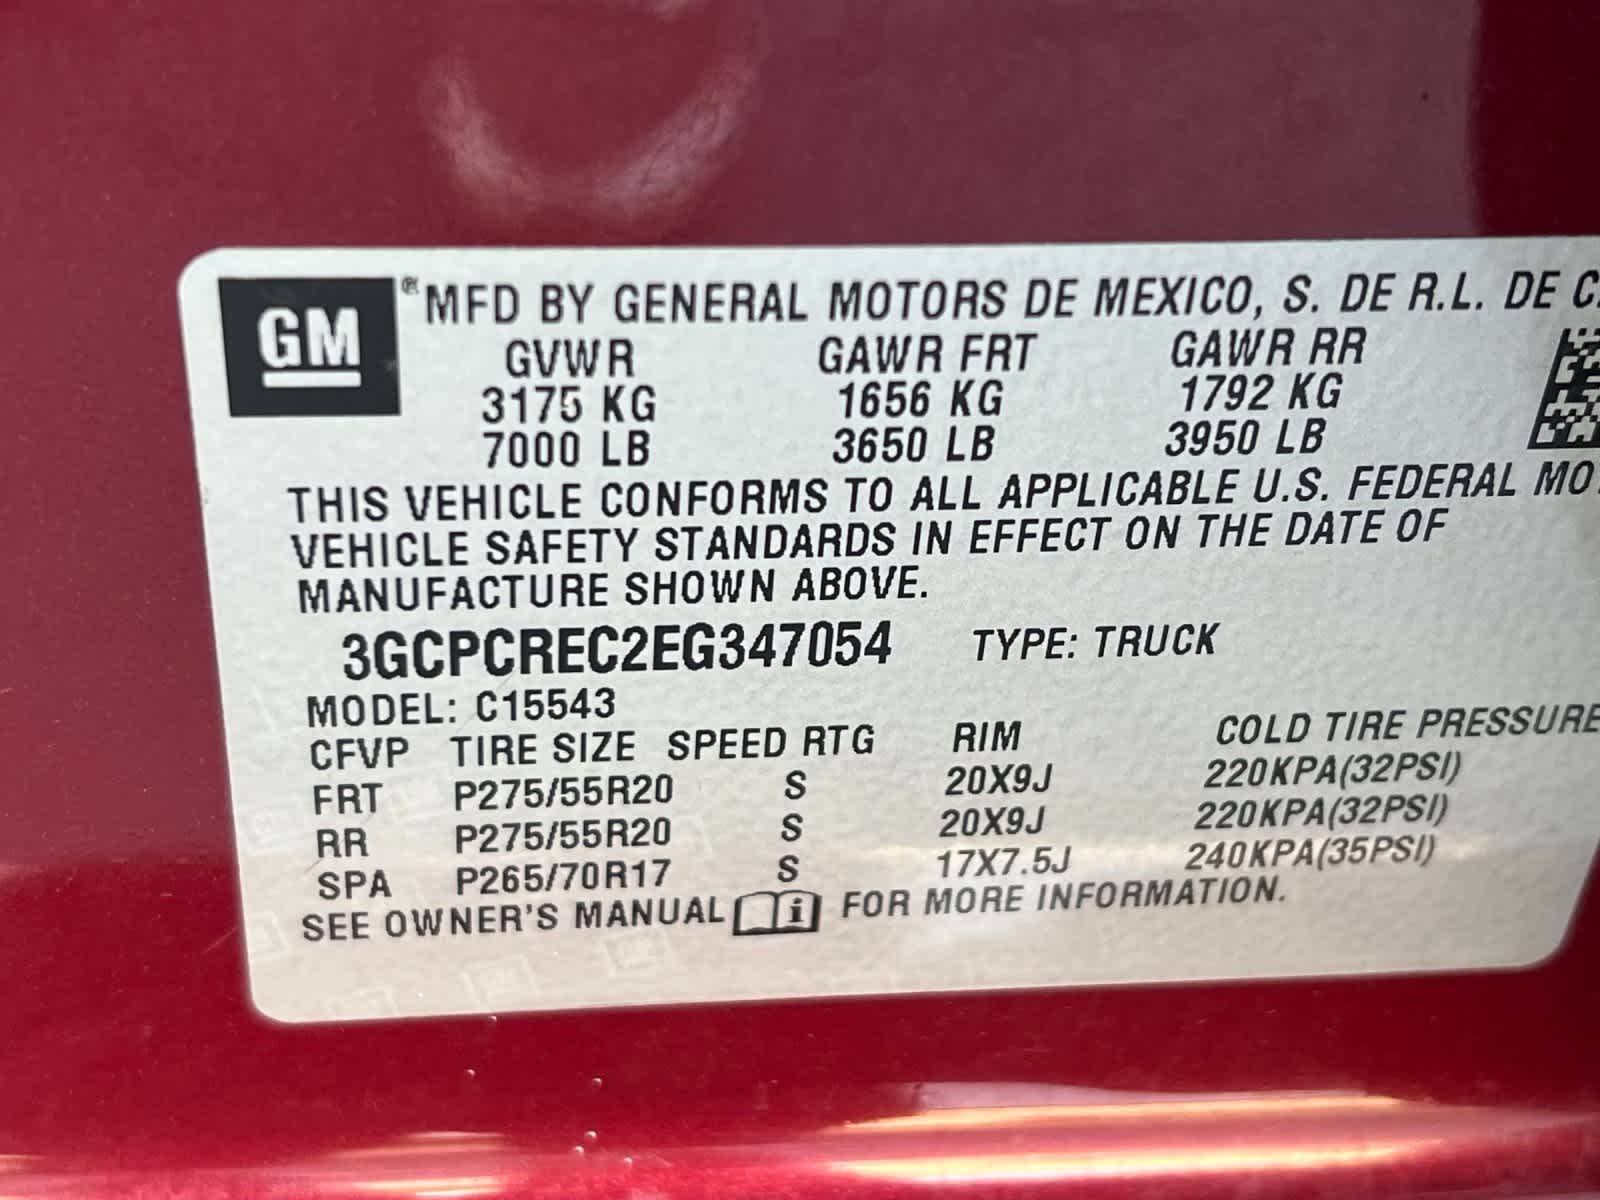 GM ® MFD BY GENERAL MOTORS DE MEXICO, S. DE R.L. DE C.
GVWR GAWR FRT GAWR RR
3175 KG 1656 KG 1792 KG
7000 LB 3650 LB 3950 LB
THIS VEHICLE CONFORMS TO ALL APPLICABLE U.S. FEDERAL MO
VEHICLE SAFETY STANDARDS IN EFFECT ON THE DATE OF
MANUFACTURE SHOWN ABOVE.
3GCPCREC2EG347054 TYPE: TRUCK
MODEL: C15543
CFVP TIRE SIZE SPEED RTG RIM COLD TIRE PRESSURE
FRT P275/55R20 S 20X9J 220KPA(32PSI)
RR P275/55R20 S 20X9J 220KPA(32PSI)
SPA P265/70R17 S 17X7.5J 240KPA(35PSI)
SEE OWNER'S MANUAL i FOR MORE INFORMATION.